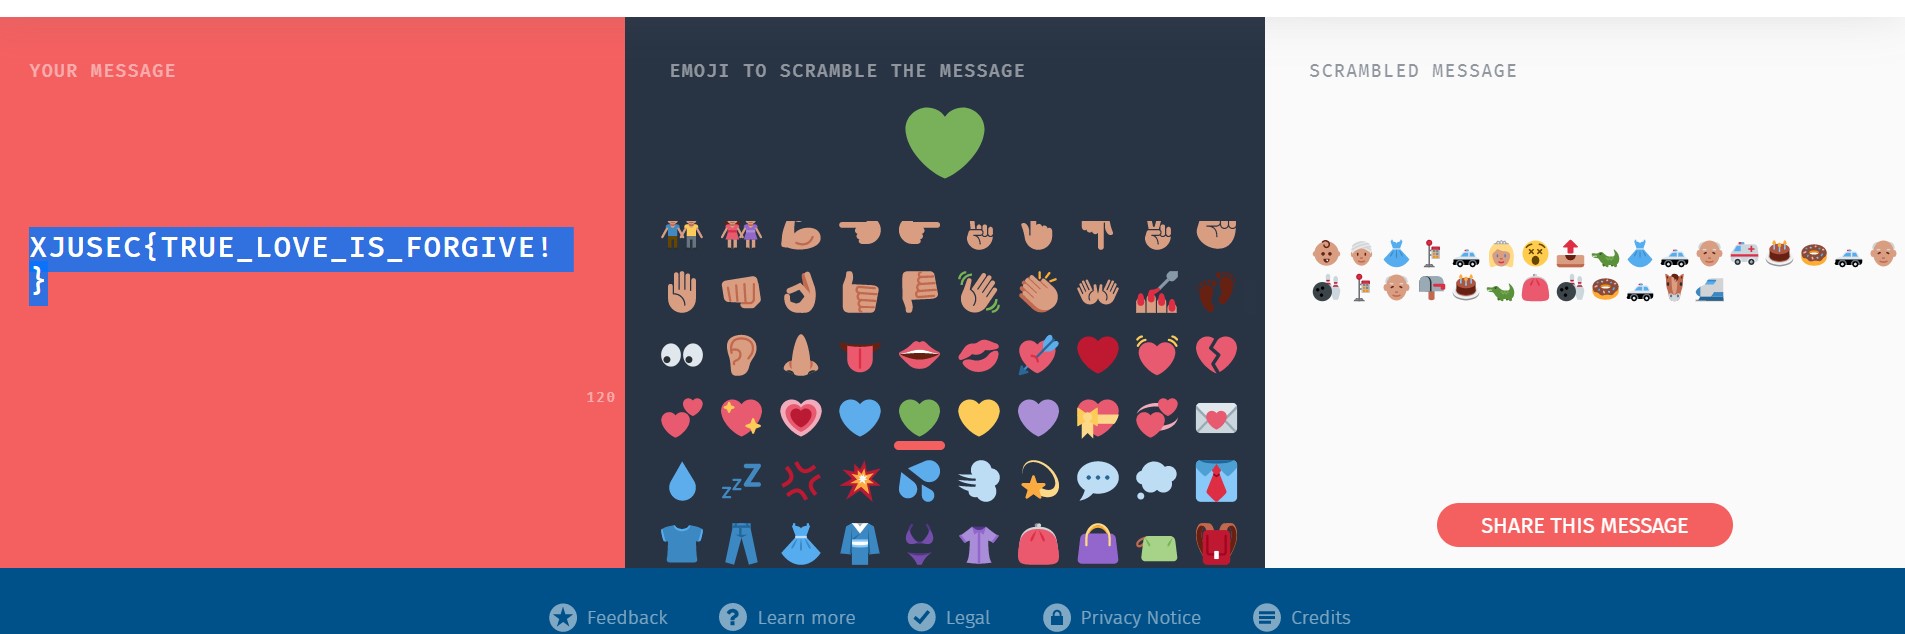 YOUR MESSAGE
XJUSEC{TRUE_LOVE_IS_FORGIVE!
}
120
EMOJI TO SCRAMBLE THE MESSAGE
SCRAMBLED MESSAGE
SHARE THIS MESSAGE
Feedback
Learn more
Legal
Privacy Notice
Credits